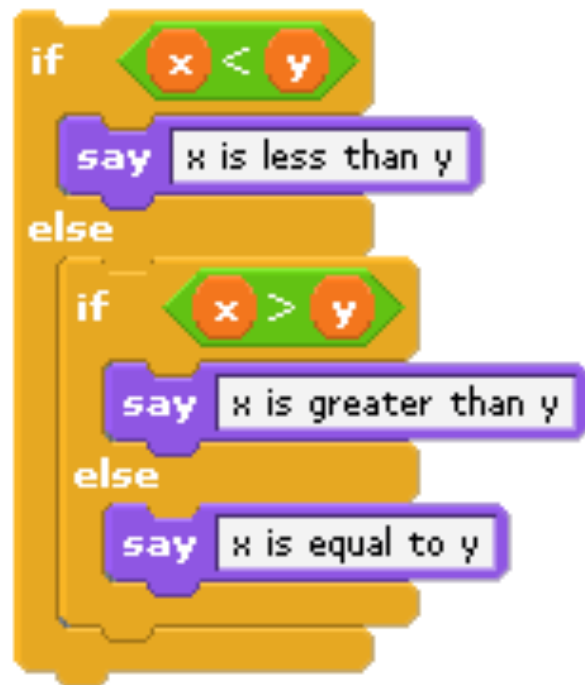 if x < y
say x is less than y
else
if x > y
say x is greater than y
else
say x is equal to y